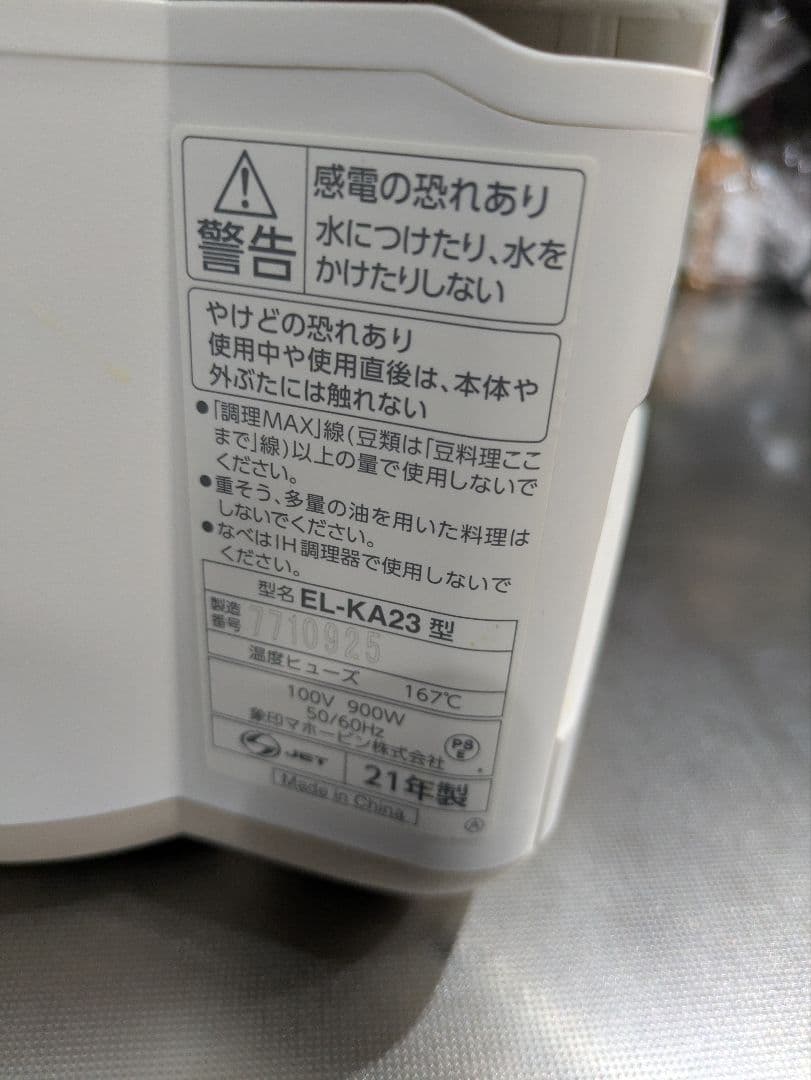 警告
感電の恐れあり
水につけたり、水を
かけたりしない
やけどの恐れあり
使用中や使用直後は、本体や
外ぶたには触れない
●「調理MAX」線(豆類は「豆料理ここ
まで」線)以上の量で使用しないで
ください。
●重そう、多量の油を用いた料理は
しないでください。
●なべはIH調理器で使用しないで
ください。
型名 EL-KA23 型
製造番号 7710925
温度ヒューズ 167℃
100V 900W
50/60Hz
象印マホービン株式会社
PSE
JET 21年製
Made in China
A